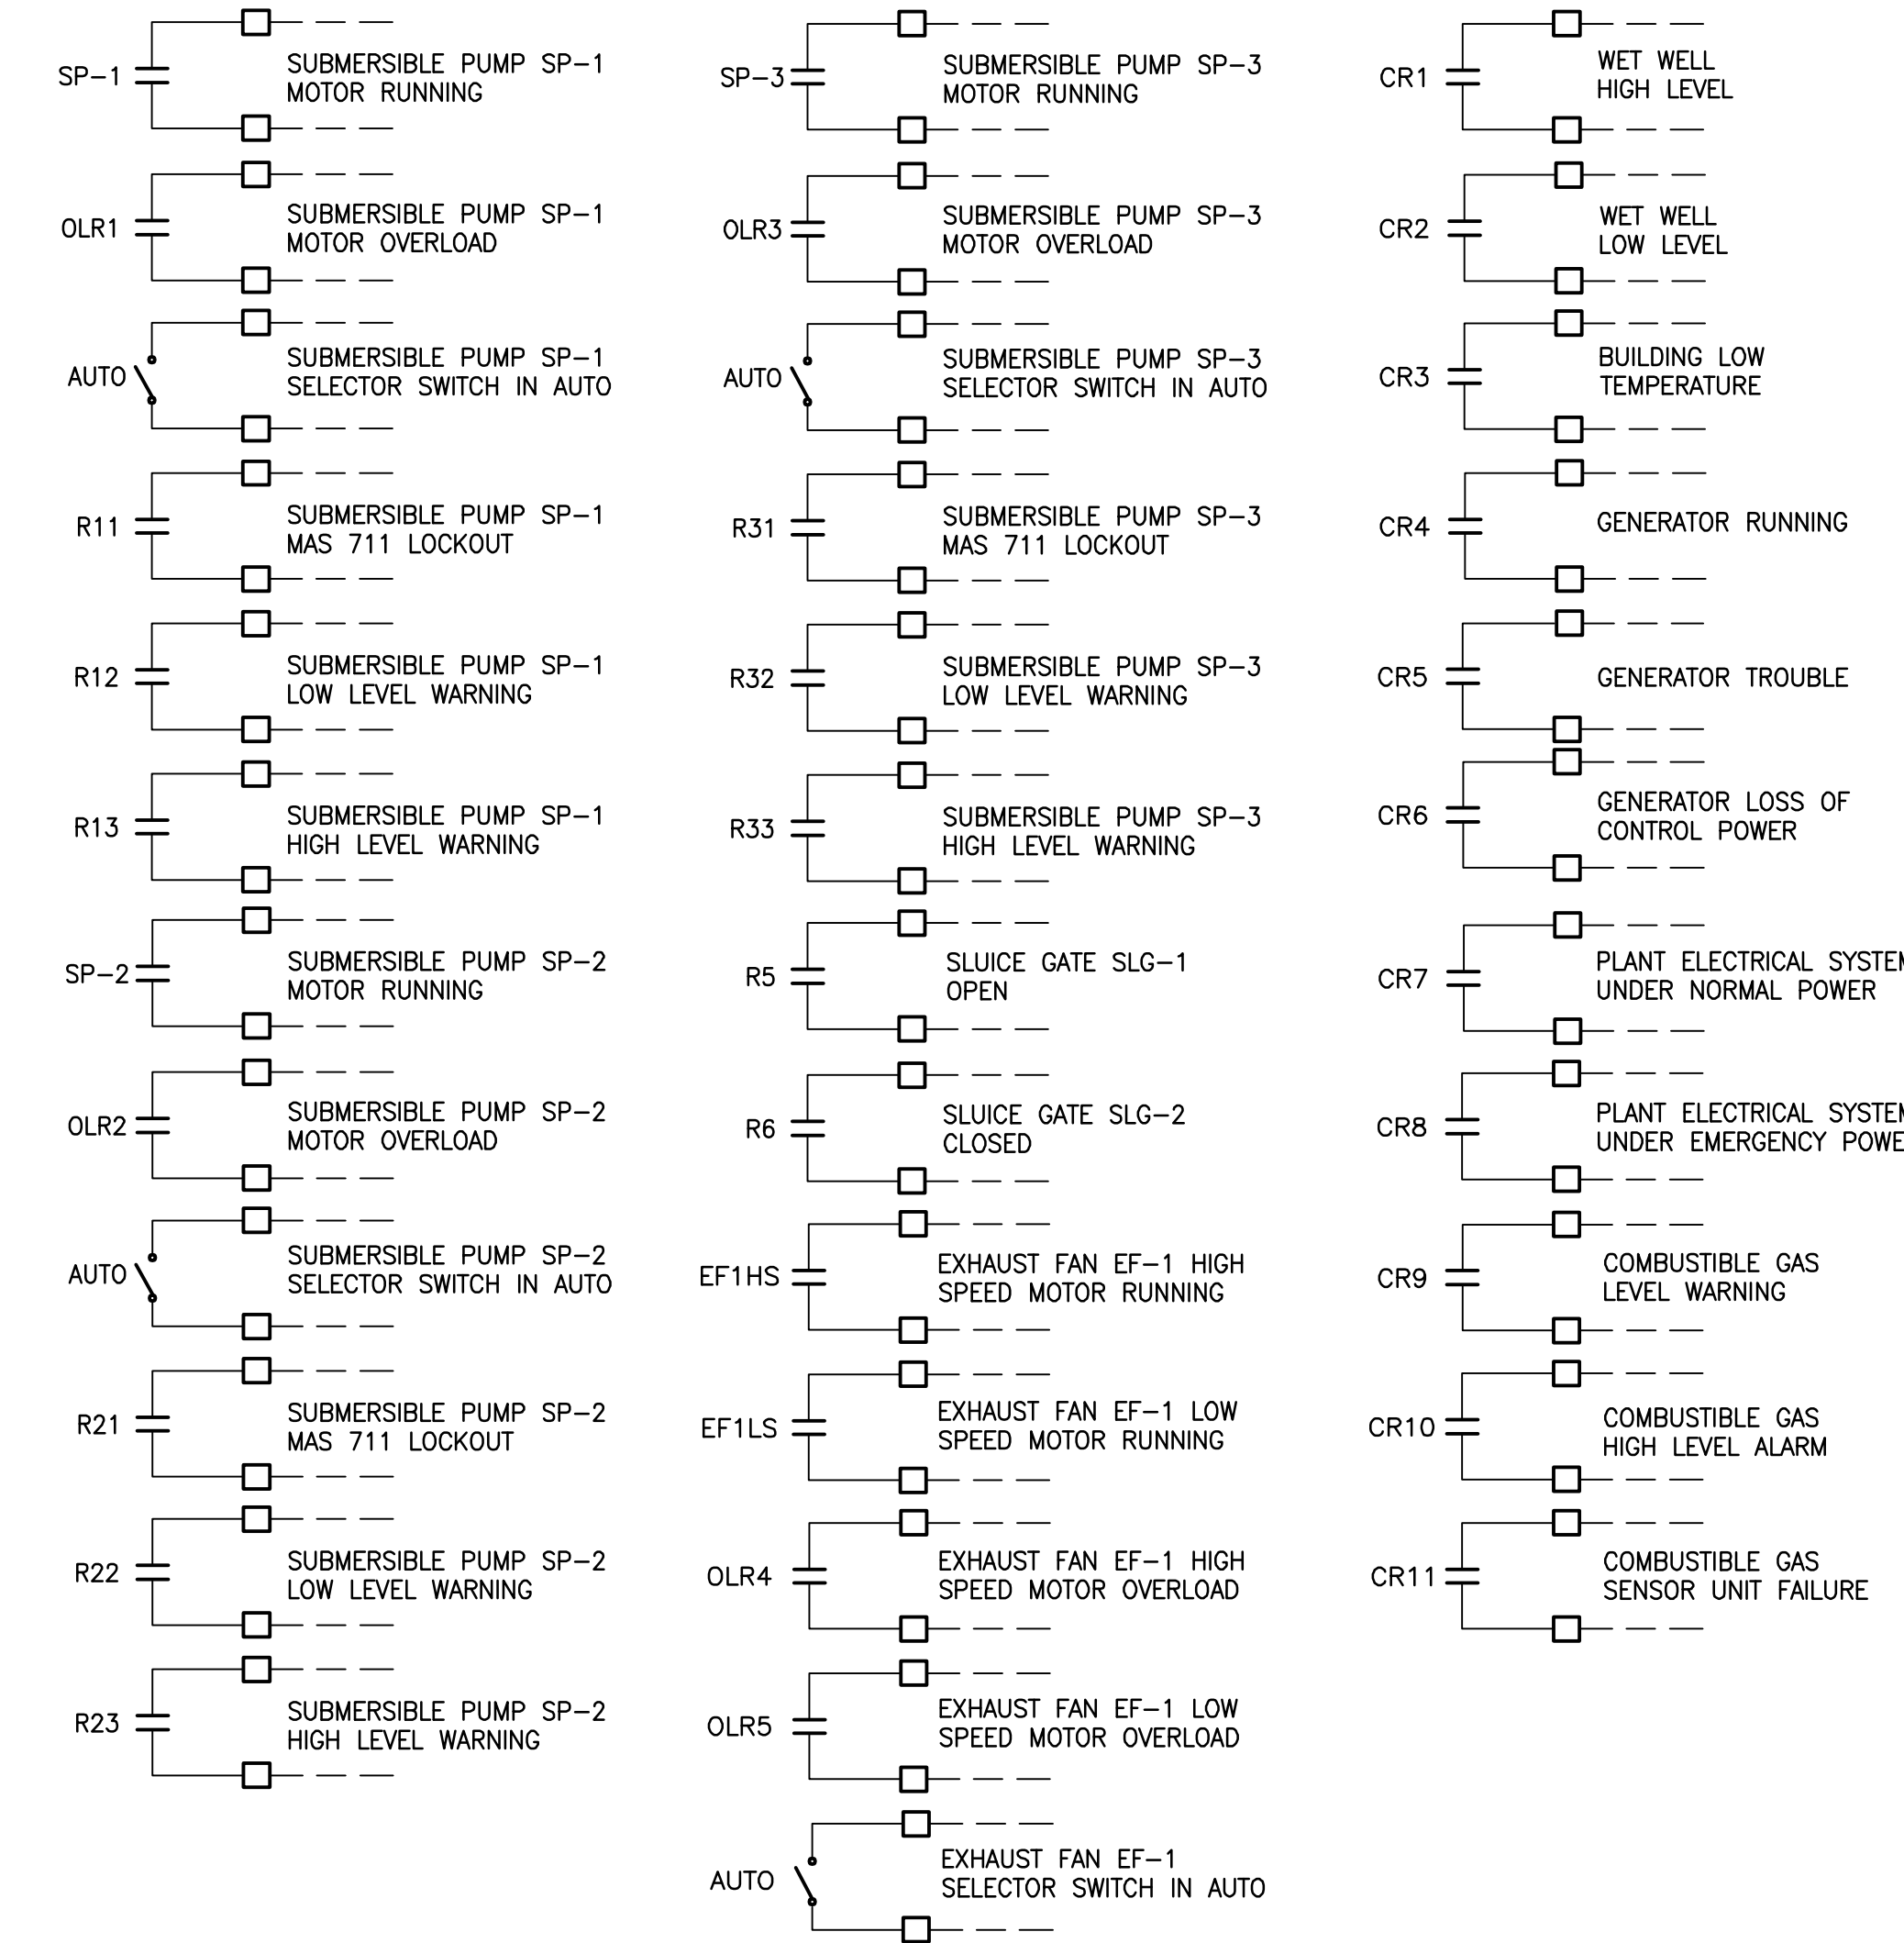 SP-1
SUBMERSIBLE PUMP SP-1
MOTOR RUNNING
OLR1
SUBMERSIBLE PUMP SP-1
MOTOR OVERLOAD
AUTO
SUBMERSIBLE PUMP SP-1
SELECTOR SWITCH IN AUTO
R11
SUBMERSIBLE PUMP SP-1
MAS 711 LOCKOUT
R12
SUBMERSIBLE PUMP SP-1
LOW LEVEL WARNING
R13
SUBMERSIBLE PUMP SP-1
HIGH LEVEL WARNING
SP-2
SUBMERSIBLE PUMP SP-2
MOTOR RUNNING
OLR2
SUBMERSIBLE PUMP SP-2
MOTOR OVERLOAD
AUTO
SUBMERSIBLE PUMP SP-2
SELECTOR SWITCH IN AUTO
R21
SUBMERSIBLE PUMP SP-2
MAS 711 LOCKOUT
R22
SUBMERSIBLE PUMP SP-2
LOW LEVEL WARNING
R23
SUBMERSIBLE PUMP SP-2
HIGH LEVEL WARNING
SP-3
SUBMERSIBLE PUMP SP-3
MOTOR RUNNING
OLR3
SUBMERSIBLE PUMP SP-3
MOTOR OVERLOAD
AUTO
SUBMERSIBLE PUMP SP-3
SELECTOR SWITCH IN AUTO
R31
SUBMERSIBLE PUMP SP-3
MAS 711 LOCKOUT
R32
SUBMERSIBLE PUMP SP-3
LOW LEVEL WARNING
R33
SUBMERSIBLE PUMP SP-3
HIGH LEVEL WARNING
R5
SLUICE GATE SLG-1
OPEN
R6
SLUICE GATE SLG-2
CLOSED
EF1HS
EXHAUST FAN EF-1 HIGH
SPEED MOTOR RUNNING
EF1LS
EXHAUST FAN EF-1 LOW
SPEED MOTOR RUNNING
OLR4
EXHAUST FAN EF-1 HIGH
SPEED MOTOR OVERLOAD
OLR5
EXHAUST FAN EF-1 LOW
SPEED MOTOR OVERLOAD
AUTO
EXHAUST FAN EF-1
SELECTOR SWITCH IN AUTO
CR1
WET WELL
HIGH LEVEL
CR2
WET WELL
LOW LEVEL
CR3
BUILDING LOW
TEMPERATURE
CR4
GENERATOR RUNNING
CR5
GENERATOR TROUBLE
CR6
GENERATOR LOSS OF
CONTROL POWER
CR7
PLANT ELECTRICAL SYSTEM
UNDER NORMAL POWER
CR8
PLANT ELECTRICAL SYSTEM
UNDER EMERGENCY POWE
CR9
COMBUSTIBLE GAS
LEVEL WARNING
CR10
COMBUSTIBLE GAS
HIGH LEVEL ALARM
CR11
COMBUSTIBLE GAS
SENSOR UNIT FAILURE